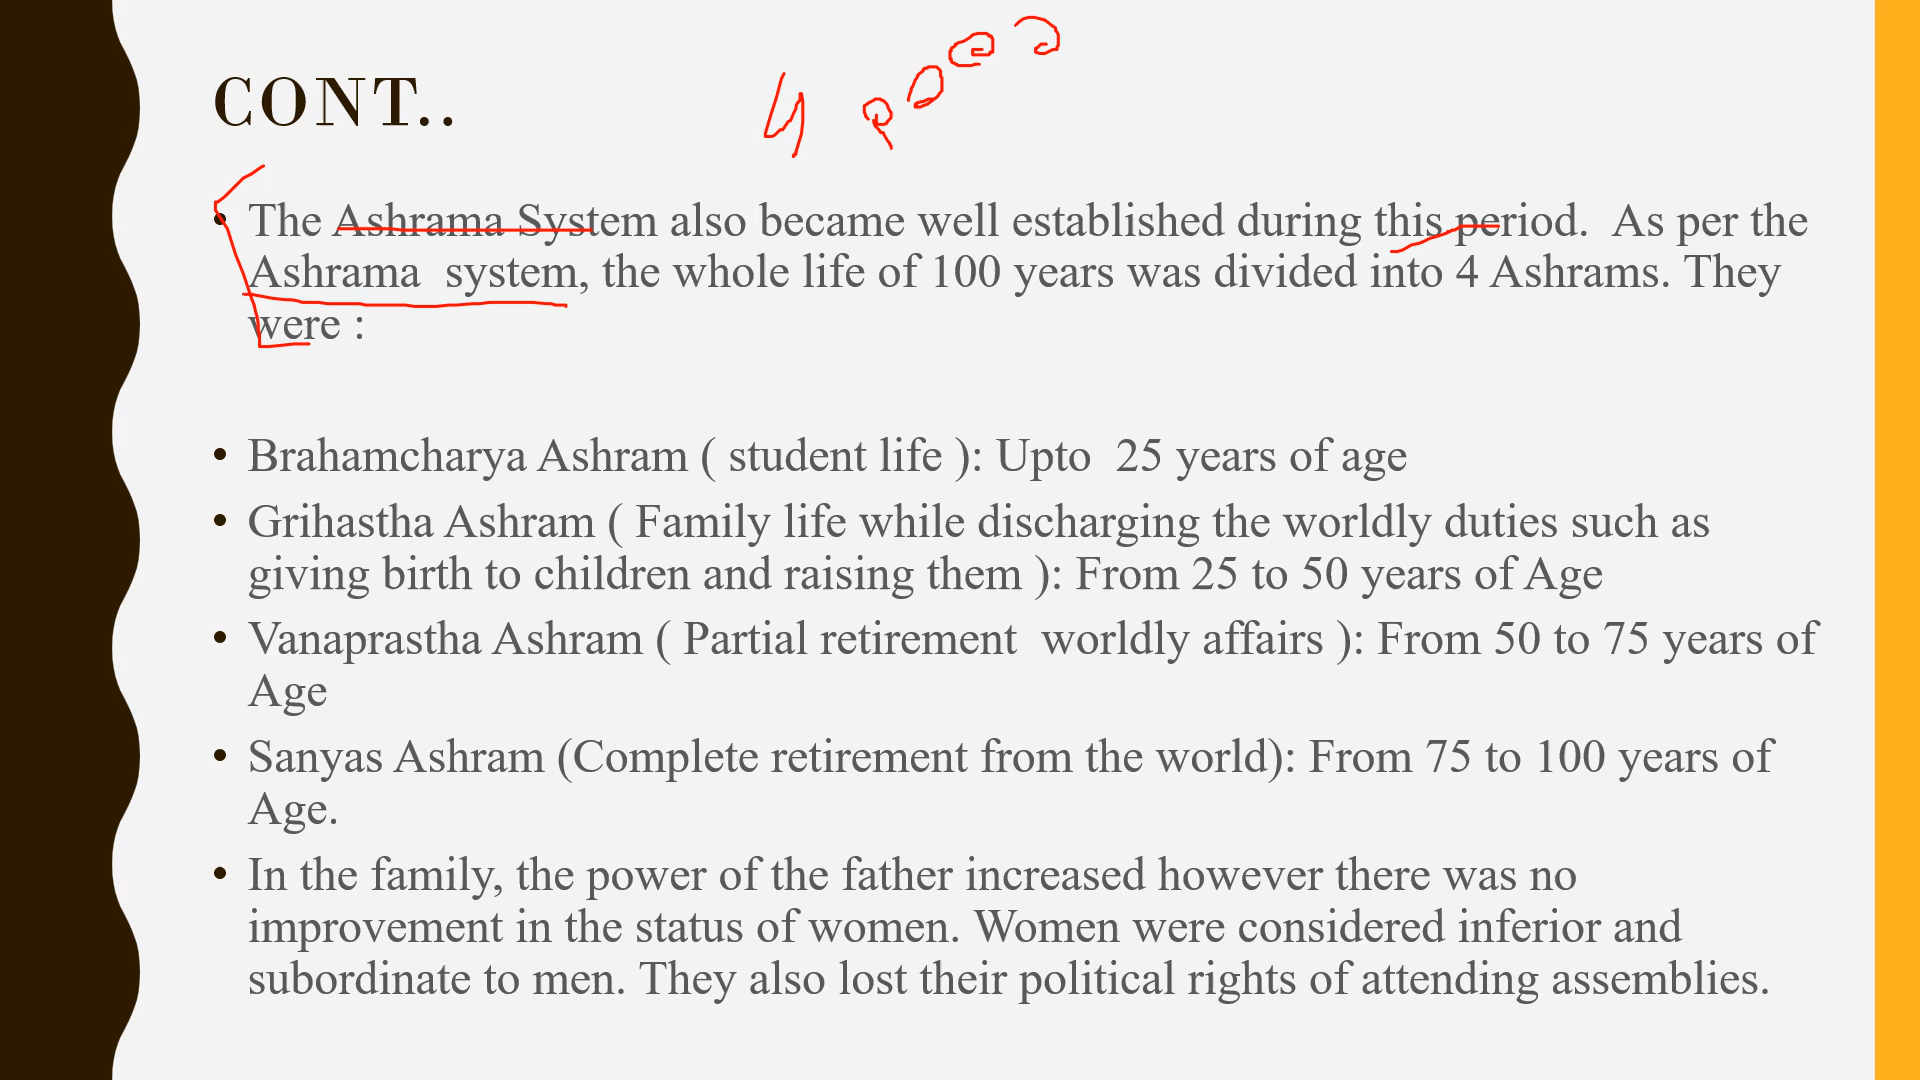 CONT..
4
• The Ashrama System also became well established during this period.  As per the
Ashrama  system, the whole life of 100 years was divided into 4 Ashrams. They
were :
• Brahamcharya Ashram ( student life ): Upto  25 years of age
• Grihastha Ashram ( Family life while discharging the worldly duties such as
giving birth to children and raising them ): From 25 to 50 years of Age
• Vanaprastha Ashram ( Partial retirement  worldly affairs ): From 50 to 75 years of
Age
• Sanyas Ashram (Complete retirement from the world): From 75 to 100 years of
Age.
• In the family, the power of the father increased however there was no
improvement in the status of women. Women were considered inferior and
subordinate to men. They also lost their political rights of attending assemblies.